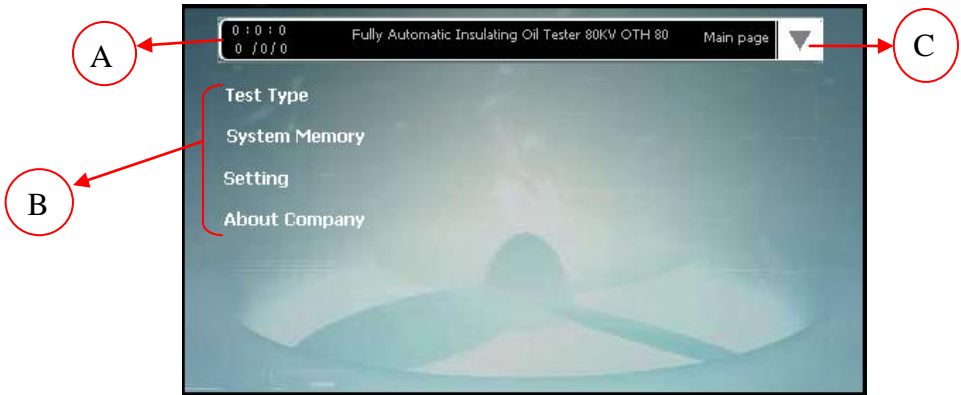 A
0 : 0 : 0
0 /0/ 0
Fully Automatic Insulating Oil Tester 80KV OTH 80
Main page
C
B
Test Type
System Memory
Setting
About Company